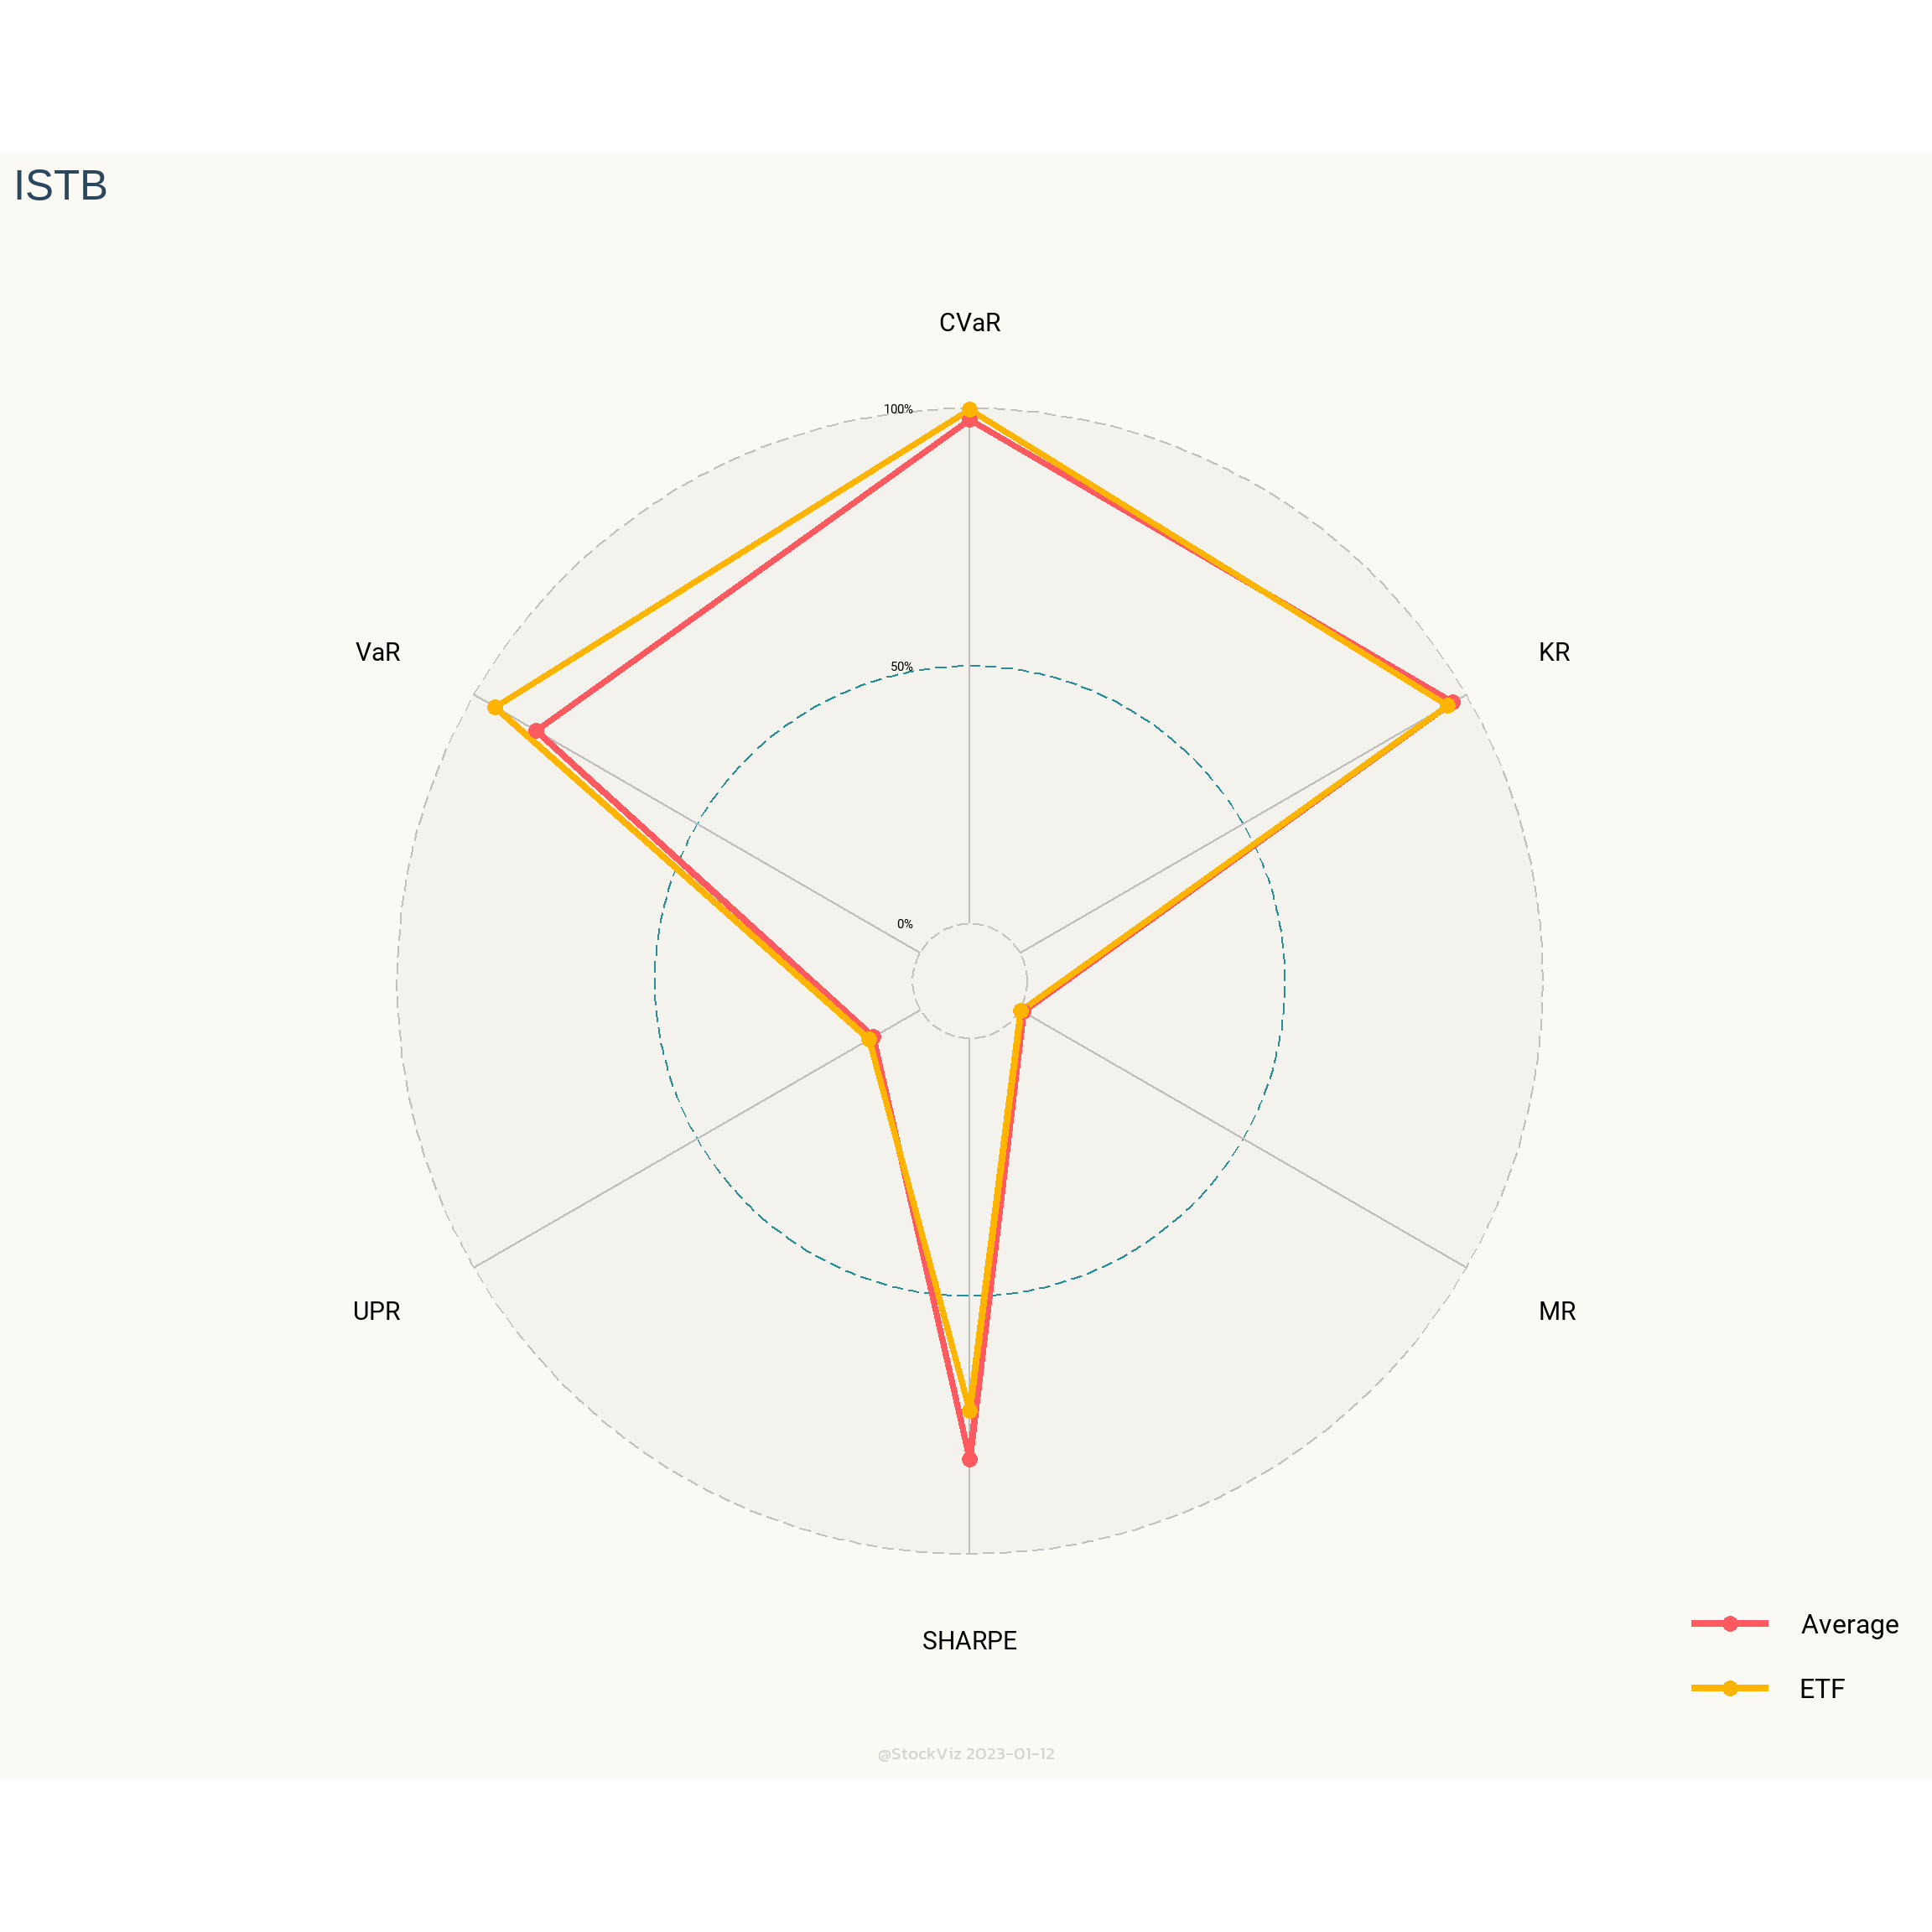 ISTB
CVaR
100%
VaR
KR
50%
0%
UPR
MR
SHARPE
Average
ETF
@StockViz 2023-01-12